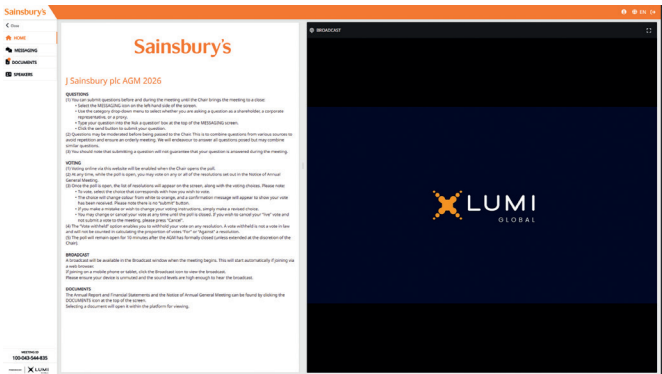 Sainsbury's
EN
Close
HOME
MESSAGING
DOCUMENTS
SPEAKERS
MEETING ID
100-043-544-835
LUMI
Sainsbury's
J Sainsbury plc AGM 2026
QUESTIONS
(1) You can submit questions before and during the meeting until the Chair brings the meeting to a close:
• Select the MESSAGING icon on the left-hand side of the screen.
• Use the category drop-down menu to select whether you are asking a question as a shareholder, a corporate
representative, or a proxy.
• Type your question into the 'Ask a question' box at the top of the MESSAGING screen.
• Click the send button to submit your question.
(2) Questions may be moderated before being passed to the Chair. This is to combine questions from various sources to
avoid repetition and ensure an orderly meeting. We will endeavour to answer all questions posed but may combine
similar questions.
(3) You should note that submitting a question will not guarantee that your question is answered during the meeting.
VOTING
(1) Voting online via this website will be enabled when the Chair opens the poll.
(2) At any time, while the poll is open, you may vote on any or all of the resolutions set out in the Notice of Annual
General Meeting.
(3) Once the poll is open, the list of resolutions will appear on the screen, along with the voting choices. Please note:
• To vote, select the choice that corresponds with how you wish to vote.
• The choice will change colour from white to orange, and a confirmation message will appear to show your vote
has been received. Please note there is no "submit" button.
• If you make a mistake or wish to change your voting instructions, simply make a revised choice.
• You may change or cancel your vote at any time until the poll is closed. If you wish to cancel your "live" vote and
not submit a vote to the meeting, please press "Cancel".
(4) The "Vote withheld" option enables you to withhold your vote on any resolution. A vote withheld is not a vote in law
and will not be counted in calculating the proportion of votes "For" or "Against" a resolution.
(5) The poll will remain open for 10 minutes after the AGM has formally closed (unless extended at the discretion of the
Chair).
BROADCAST
A broadcast will be available in the Broadcast window when the meeting begins. This will start automatically if joining via
a web browser.
If joining on a mobile phone or tablet, click the Broadcast icon to view the broadcast.
Please ensure your device is unmuted and the sound levels are high enough to hear the broadcast.
DOCUMENTS
The Annual Report and Financial Statements and the Notice of Annual General Meeting can be found by clicking the
DOCUMENTS icon at the top of the screen.
Selecting a document will open it within the platform for viewing.
BROADCAST
LUMI
GLOBAL